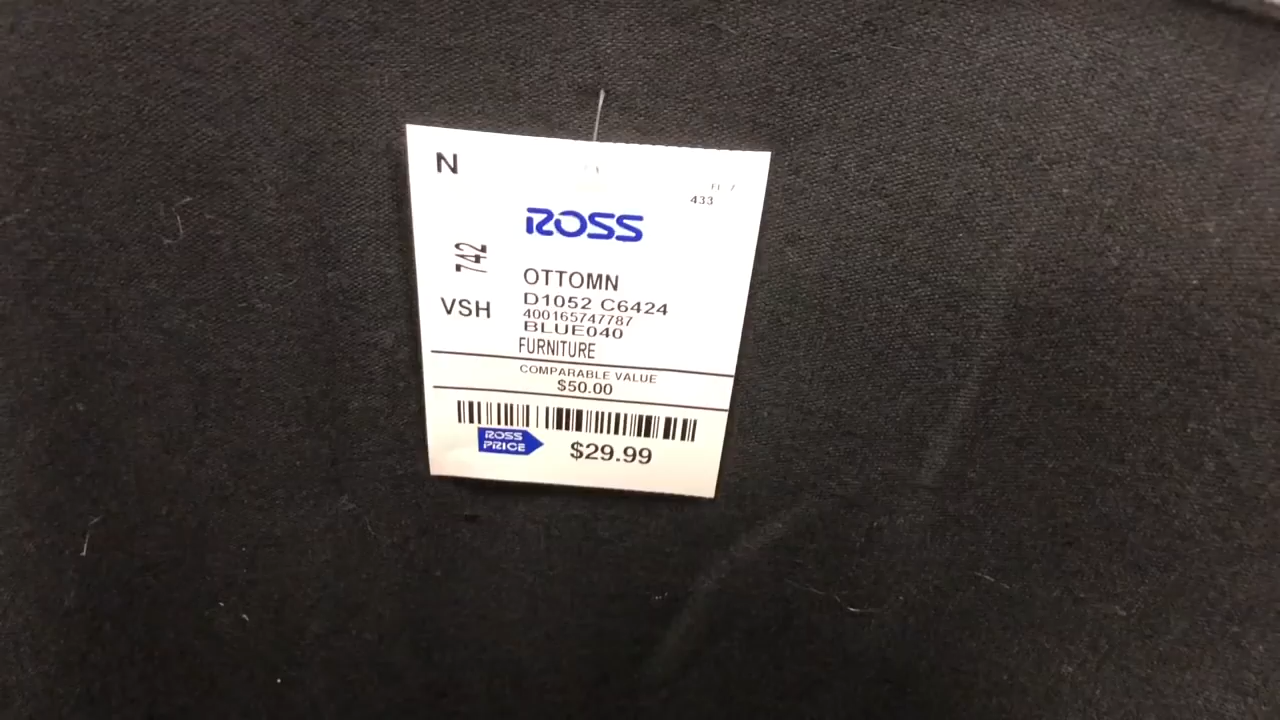 N
433
ROSS
742
OTTOMN
VSH
D1052 C6424
400165747787
BLUE040
FURNITURE
COMPARABLE VALUE
$50.00
ROSS
PRICE
$29.99